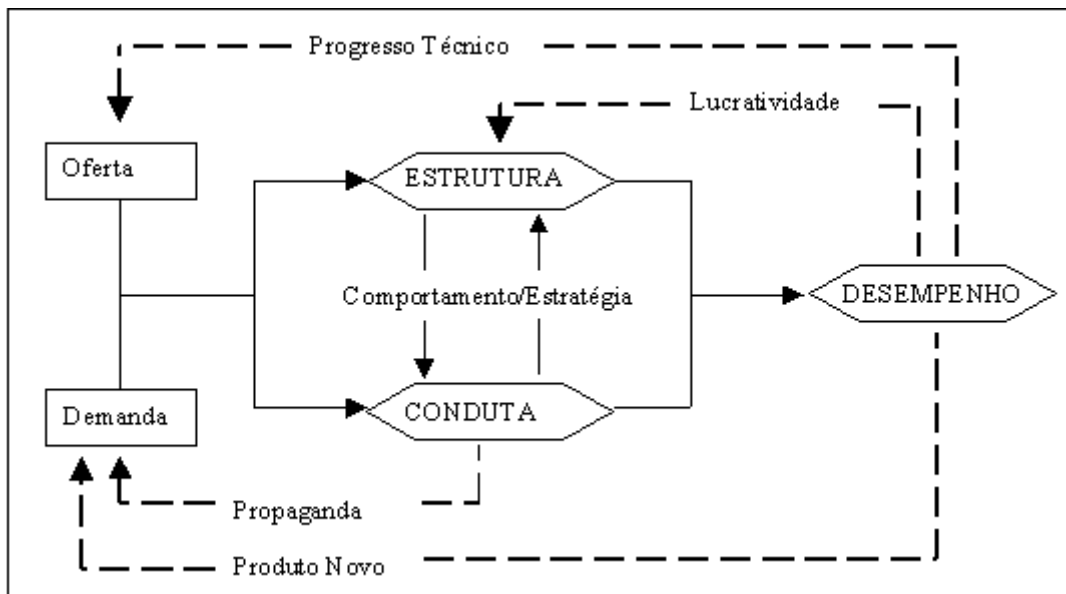 Progresso Técnico
Lucratividade
Oferta
ESTRUTURA
Comportamento/Estratégia
DESEMPENHO
Demanda
CONDUTA
Propaganda
Produto Novo